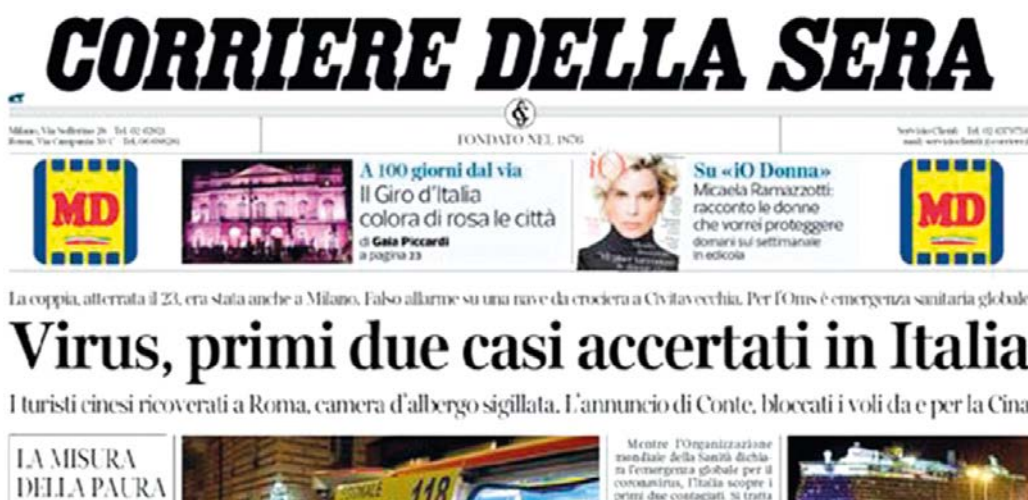 CORRIERE DELLA SERA
FONDATO NEL 1876
MD
A 100 giorni dal via
Il Giro d'Italia
colora di rosa le città
di Gaia Piccardi
a pagina 23
iO
Su «iO Donna»
Micaela Ramazzotti:
racconto le donne
che vorrei proteggere
domani sul settimanale
in edicola
MD
La coppia, atterrata il 23, era stata anche a Milano. Falso allarme su una nave da crociera a Civitavecchia. Per l'Oms è emergenza sanitaria globale
Virus, primi due casi accertati in Italia
I turisti cinesi ricoverati a Roma, camera d'albergo sigillata. L'annuncio di Conte, bloccati i voli da e per la Cina
LA MISURA
DELLA PAURA
118
Mentre l'Organizzazione
mondiale della Sanità dichia-
ra l'emergenza globale per il
coronavirus, l'Italia scopre i
primi due contagiati. Si tratta